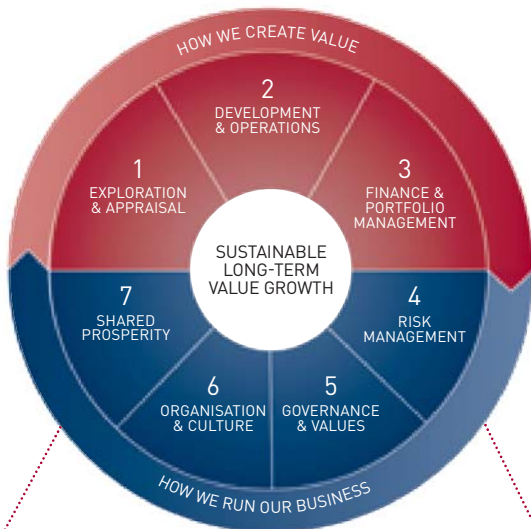 HOW WE CREATE VALUE
1
EXPLORATION
& APPRAISAL
2
DEVELOPMENT
& OPERATIONS
3
FINANCE &
PORTFOLIO
MANAGEMENT
SUSTAINABLE
LONG-TERM
VALUE GROWTH
4
RISK
MANAGEMENT
5
GOVERNANCE
& VALUES
6
ORGANISATION
& CULTURE
7
SHARED
PROSPERITY
HOW WE RUN OUR BUSINESS